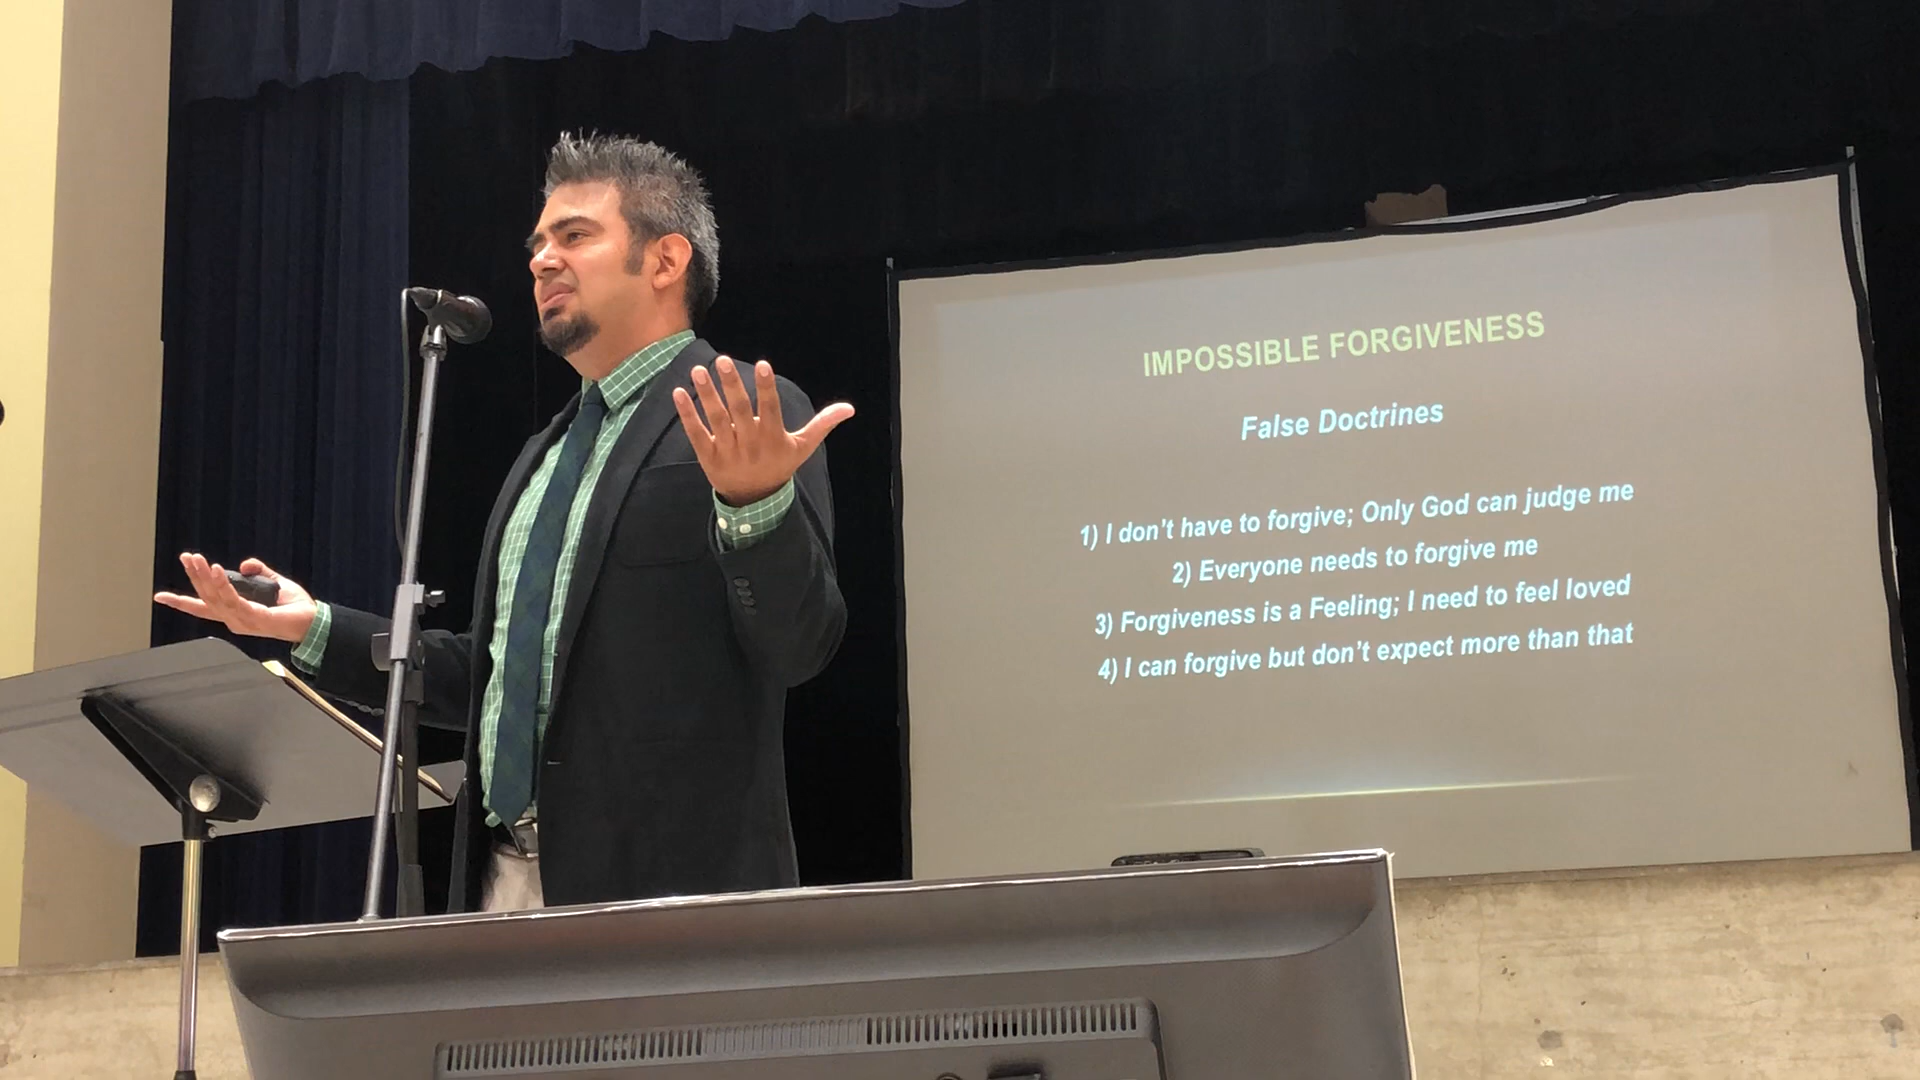 IMPOSSIBLE FORGIVENESS
False Doctrines
1) I don't have to forgive; Only God can judge me
2) Everyone needs to forgive me
3) Forgiveness is a Feeling; I need to feel loved
4) I can forgive but don't expect more than that